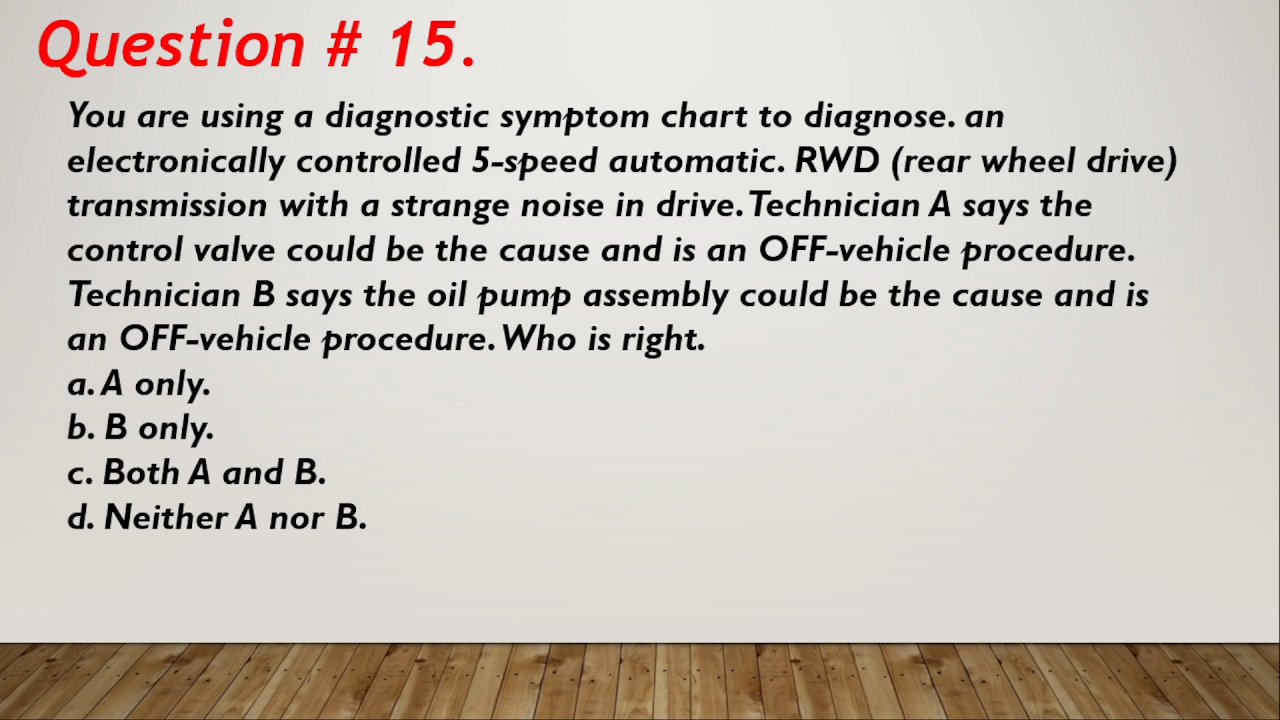 Question # 15.
You are using a diagnostic symptom chart to diagnose. an
electronically controlled 5-speed automatic. RWD (rear wheel drive)
transmission with a strange noise in drive. Technician A says the
control valve could be the cause and is an OFF-vehicle procedure.
Technician B says the oil pump assembly could be the cause and is
an OFF-vehicle procedure. Who is right.
a. A only.
b. B only.
c. Both A and B.
d. Neither A nor B.